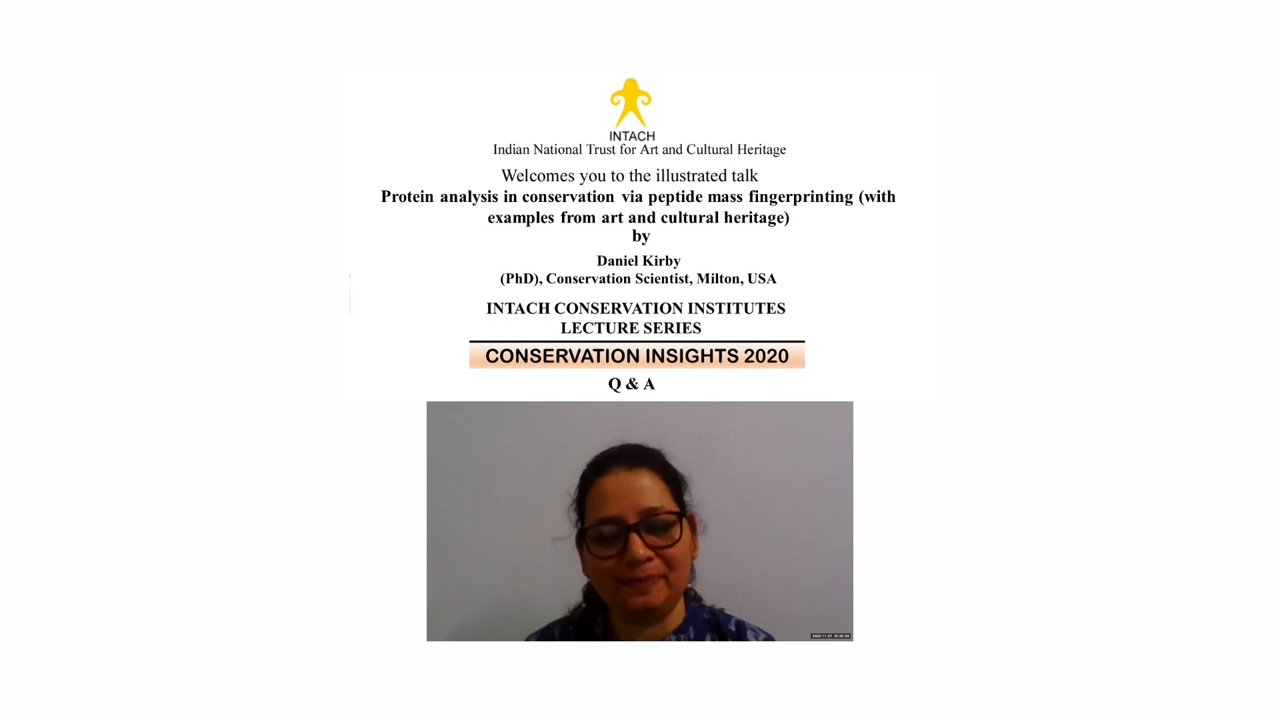 INTACH
Indian National Trust for Art and Cultural Heritage
Welcomes you to the illustrated talk
Protein analysis in conservation via peptide mass fingerprinting (with
examples from art and cultural heritage)
by
Daniel Kirby
(PhD), Conservation Scientist, Milton, USA
INTACH CONSERVATION INSTITUTES
LECTURE SERIES
CONSERVATION INSIGHTS 2020
Q & A